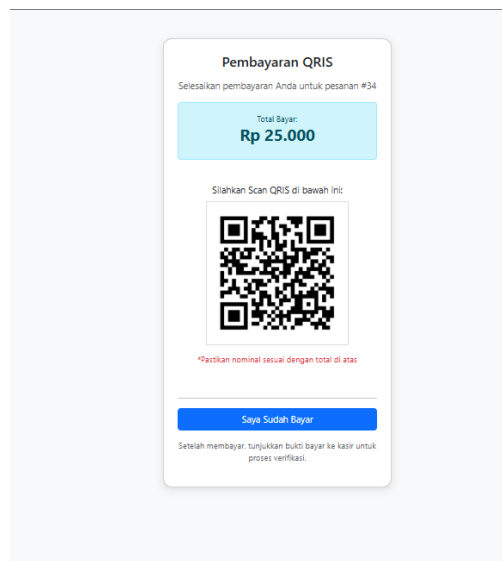 Pembayaran QRIS
Selesaikan pembayaran Anda untuk pesanan #34
Total Bayar:
Rp 25.000
Silahkan Scan QRIS di bawah ini:
*Pastikan nominal sesuai dengan total di atas
Saya Sudah Bayar
Setelah membayar, tunjukkan bukti bayar ke kasir untuk
proses verifikasi.